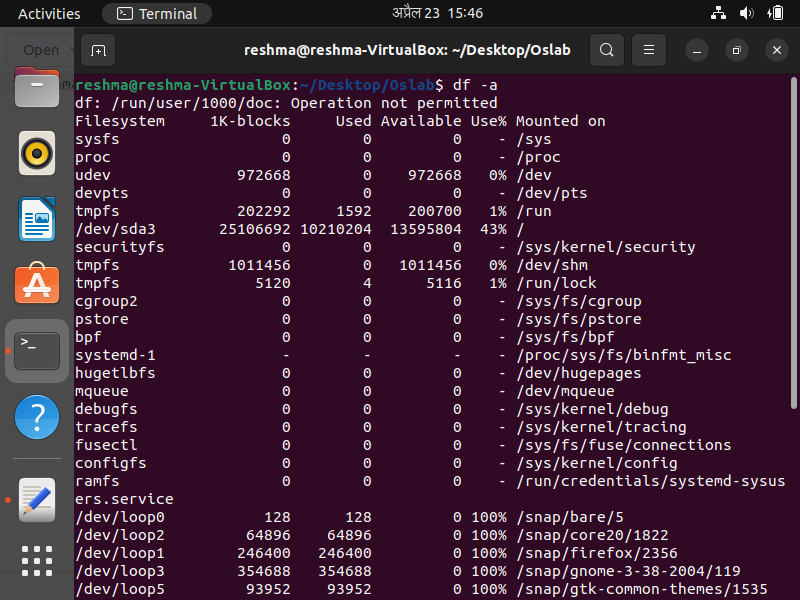 Activities Terminal अप्रैल 23 15:46
Open reshma@reshma-VirtualBox: ~/Desktop/Oslab
reshma@reshma-VirtualBox:~/Desktop/Oslab$ df -a
df: /run/user/1000/doc: Operation not permitted
Filesystem 1K-blocks Used Available Use% Mounted on
sysfs 0 0 0 - /sys
proc 0 0 0 - /proc
udev 972668 0 972668 0% /dev
devpts 0 0 0 - /dev/pts
tmpfs 202292 1592 200700 1% /run
/dev/sda3 25106692 10210204 13595804 43% /
securityfs 0 0 0 - /sys/kernel/security
tmpfs 1011456 0 1011456 0% /dev/shm
tmpfs 5120 4 5116 1% /run/lock
cgroup2 0 0 0 - /sys/fs/cgroup
pstore 0 0 0 - /sys/fs/pstore
bpf 0 0 0 - /sys/fs/bpf
systemd-1 - - - - /proc/sys/fs/binfmt_misc
hugetlbfs 0 0 0 - /dev/hugepages
mqueue 0 0 0 - /dev/mqueue
debugfs 0 0 0 - /sys/kernel/debug
tracefs 0 0 0 - /sys/kernel/tracing
fusectl 0 0 0 - /sys/fs/fuse/connections
configfs 0 0 0 - /sys/kernel/config
ramfs 0 0 0 - /run/credentials/systemd-sysus
ers.service
/dev/loop0 128 128 0 100% /snap/bare/5
/dev/loop2 64896 64896 0 100% /snap/core20/1822
/dev/loop1 246400 246400 0 100% /snap/firefox/2356
/dev/loop3 354688 354688 0 100% /snap/gnome-3-38-2004/119
/dev/loop5 93952 93952 0 100% /snap/gtk-common-themes/1535